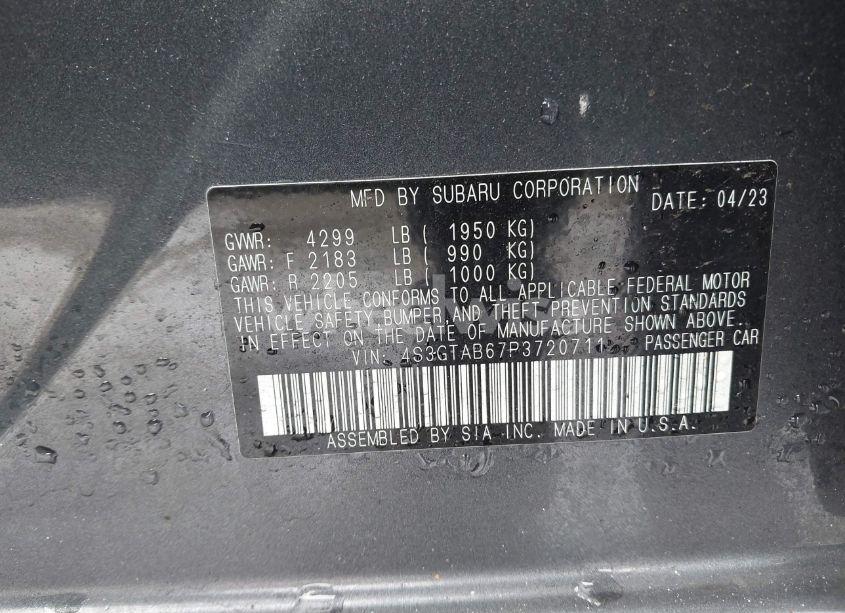 MFD BY SUBARU CORPORATION DATE: 04/23
GVWR: 4299 LB ( 1950 KG)
GAWR: F 2183 LB ( 990 KG)
GAWR: R 2205 LB ( 1000 KG)
THIS VEHICLE CONFORMS TO ALL APPLICABLE FEDERAL MOTOR
VEHICLE SAFETY, BUMPER, AND THEFT PREVENTION STANDARDS
IN EFFECT ON THE DATE OF MANUFACTURE SHOWN ABOVE.
VIN: 4S3GTAB67P3720711 PASSENGER CAR
ASSEMBLED BY SIA INC. MADE IN U.S.A.